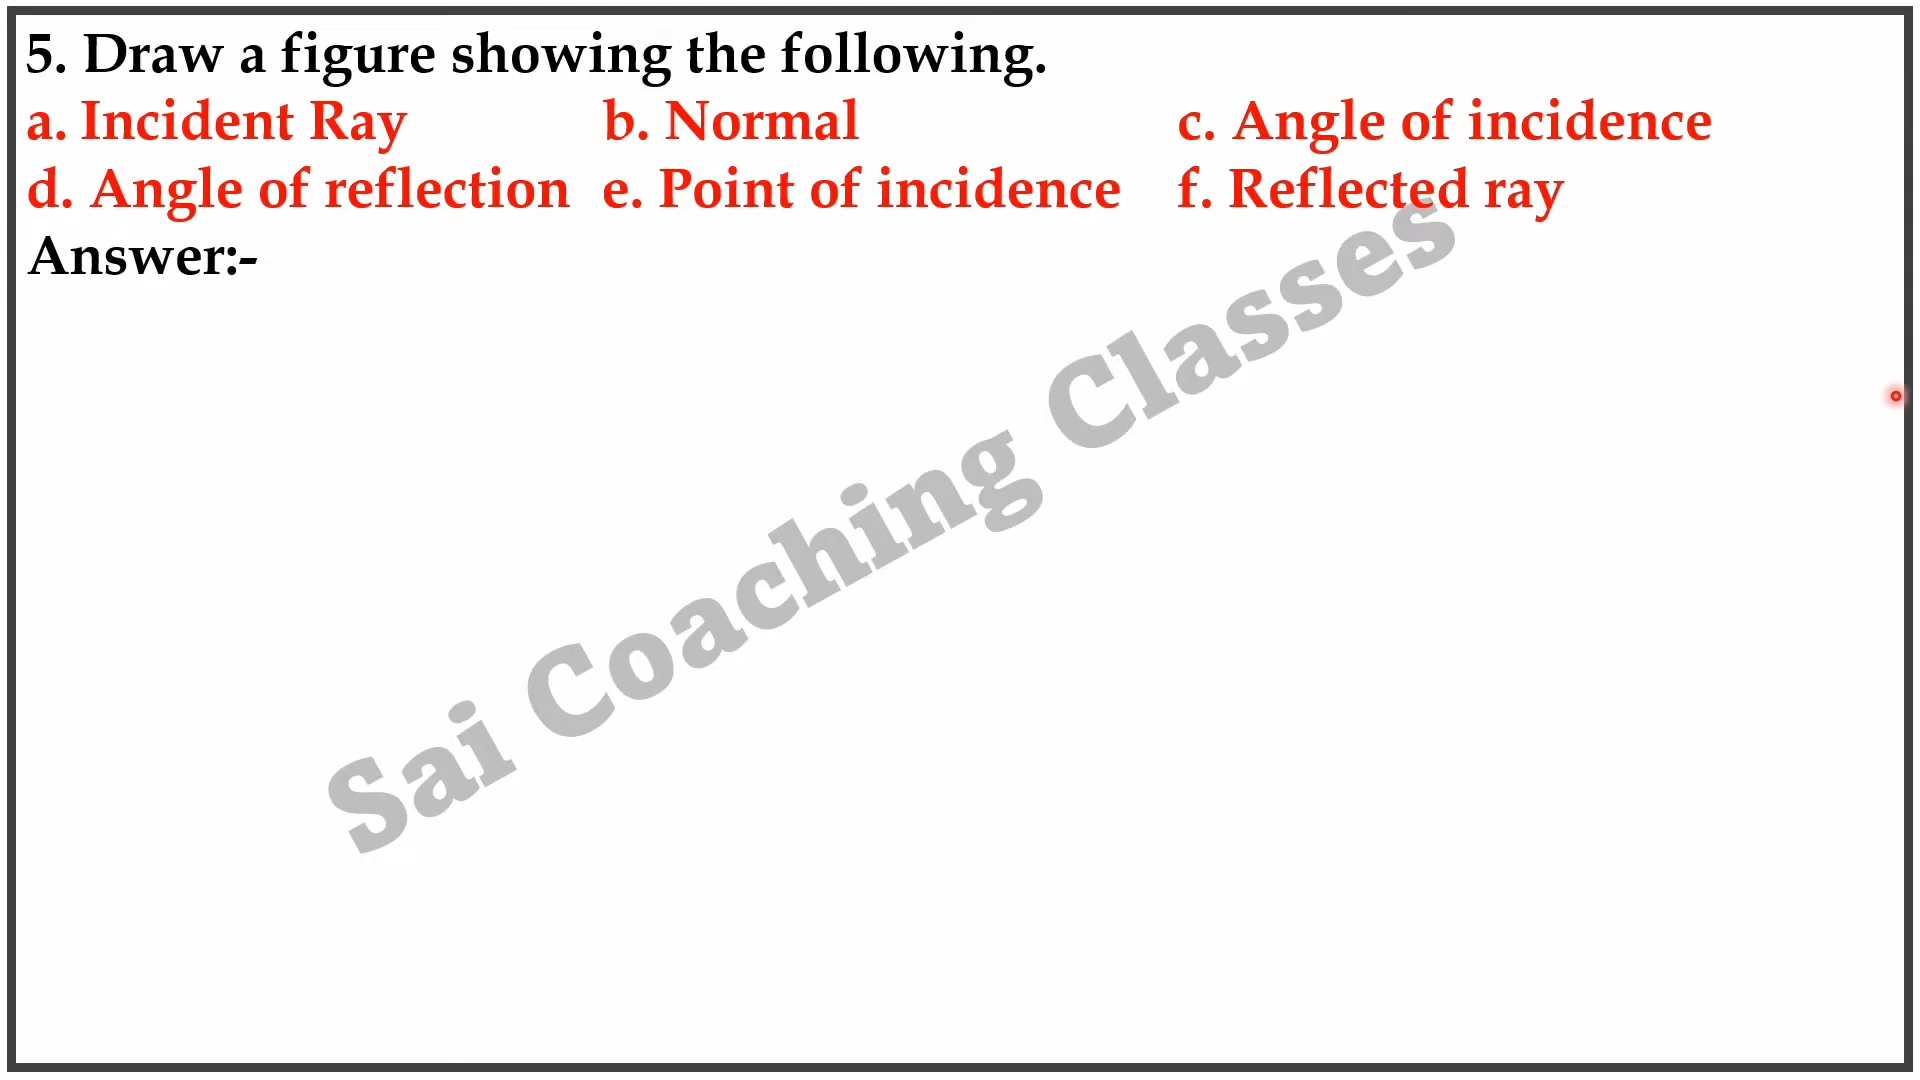 5. Draw a figure showing the following.
a. Incident Ray b. Normal c. Angle of incidence
d. Angle of reflection e. Point of incidence f. Reflected ray
Answer:-
Sai Coaching Classes